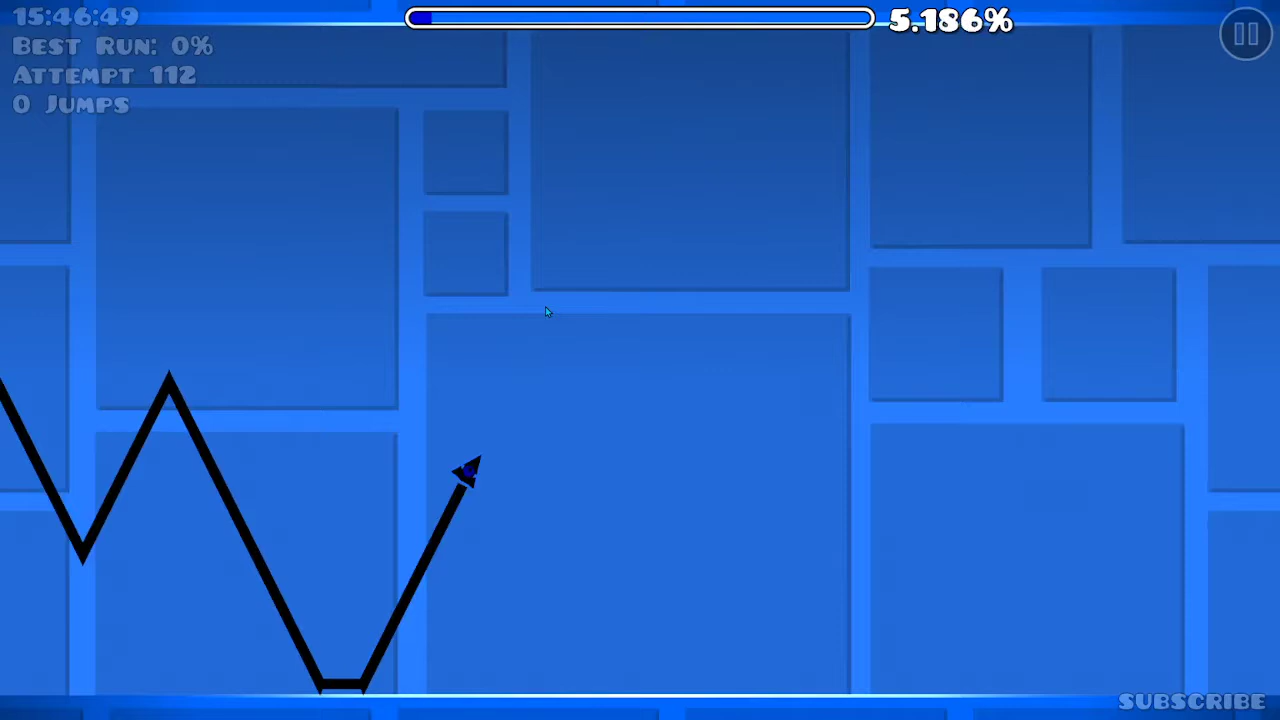 15:46:49
5.186%
Best Run: 0%
Attempt 112
0 Jumps
SUBSCRIBE